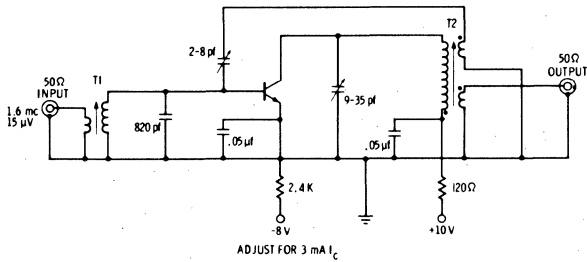 T2
2-8 pf
50Ω
INPUT
T1
50Ω
OUTPUT
1.6 mc
15 μV
9-35 pf
820 pf
.05 μf
.05 μf
2.4 K
120Ω
-8 V
+10 V
ADJUST FOR 3 mA IC